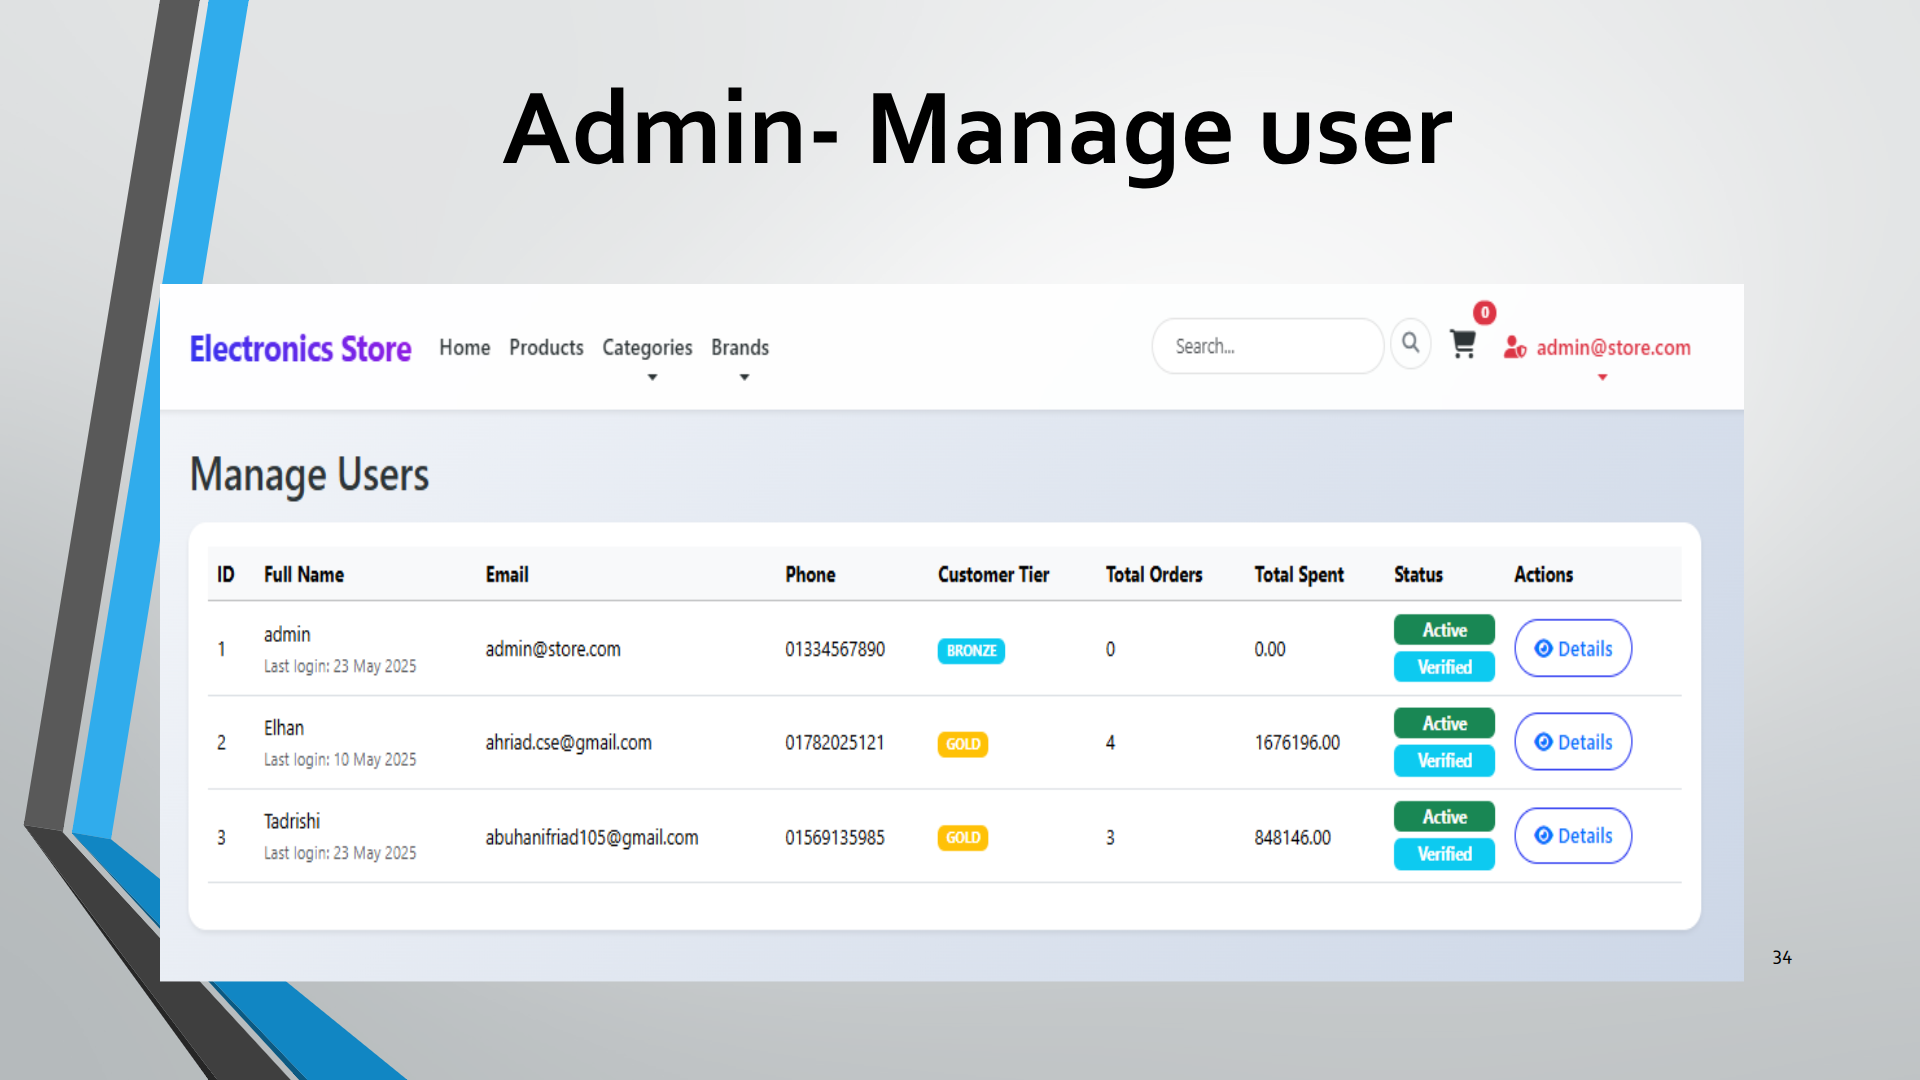 Admin- Manage user
Electronics Store Home Products Categories Brands Search... 0 admin@store.com
Manage Users
ID Full Name Email Phone Customer Tier Total Orders Total Spent Status Actions
1 admin admin@store.com 01334567890 BRONZE 0 0.00 Active Details
Last login: 23 May 2025 Verified
2 Elhan ahriad.cse@gmail.com 01782025121 GOLD 4 1676196.00 Active Details
Last login: 10 May 2025 Verified
3 Tadrishi abuhanifriad105@gmail.com 01569135985 GOLD 3 848146.00 Active Details
Last login: 23 May 2025 Verified
34